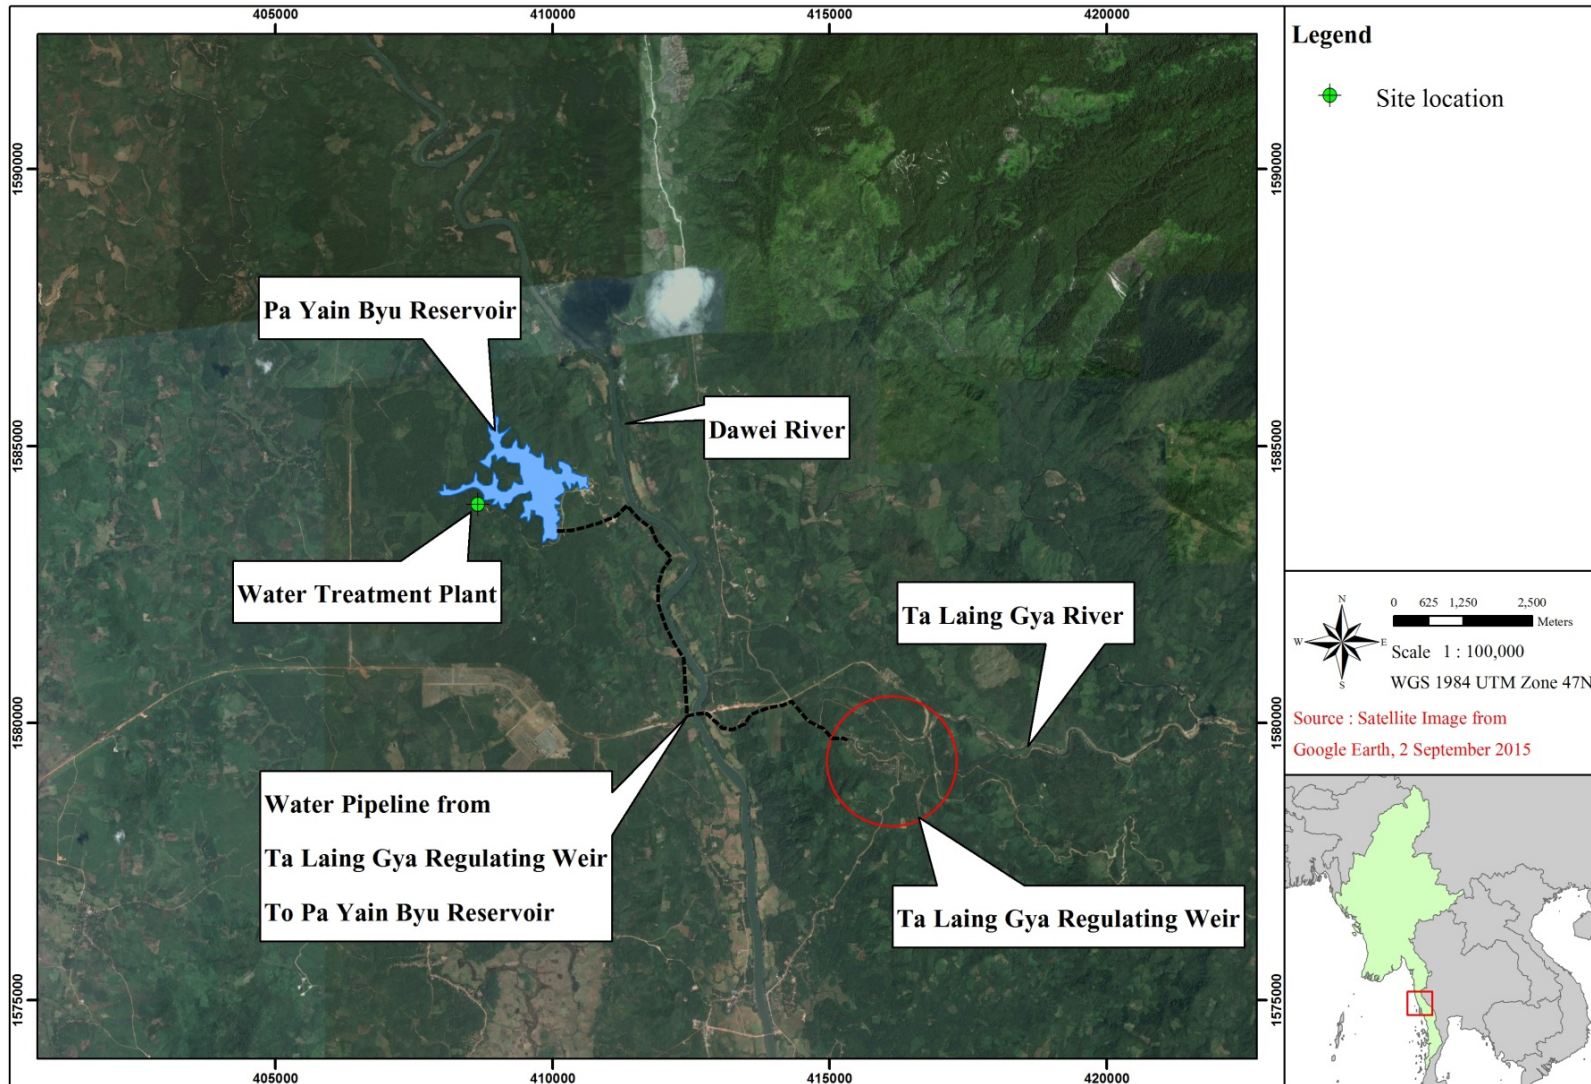 405000 410000 415000 420000
1590000
1585000
1580000
1575000
Pa Yain Byu Reservoir
Dawei River
Water Treatment Plant
Ta Laing Gya River
Water Pipeline from
Ta Laing Gya Regulating Weir
To Pa Yain Byu Reservoir
Ta Laing Gya Regulating Weir
1590000
1585000
1580000
1575000
405000 410000 415000 420000
Legend
Site location
N
W E
S
0 625 1,250 2,500
Meters
Scale 1 : 100,000
WGS 1984 UTM Zone 47N
Source : Satellite Image from
Google Earth, 2 September 2015